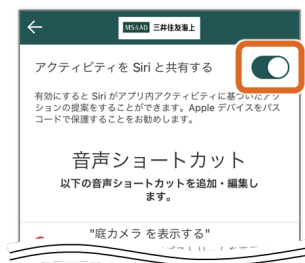 MS&AD 三井住友海上
アクティビティを Siri と共有する
有効にすると Siri がアプリ内アクティビティに基づいたアク
ションの提案をすることができます。Apple デバイスをパス
コードで保護することをお勧めします。
音声ショートカット
以下の音声ショートカットを追加・編集し
ます。
"庭カメラ を表示する"